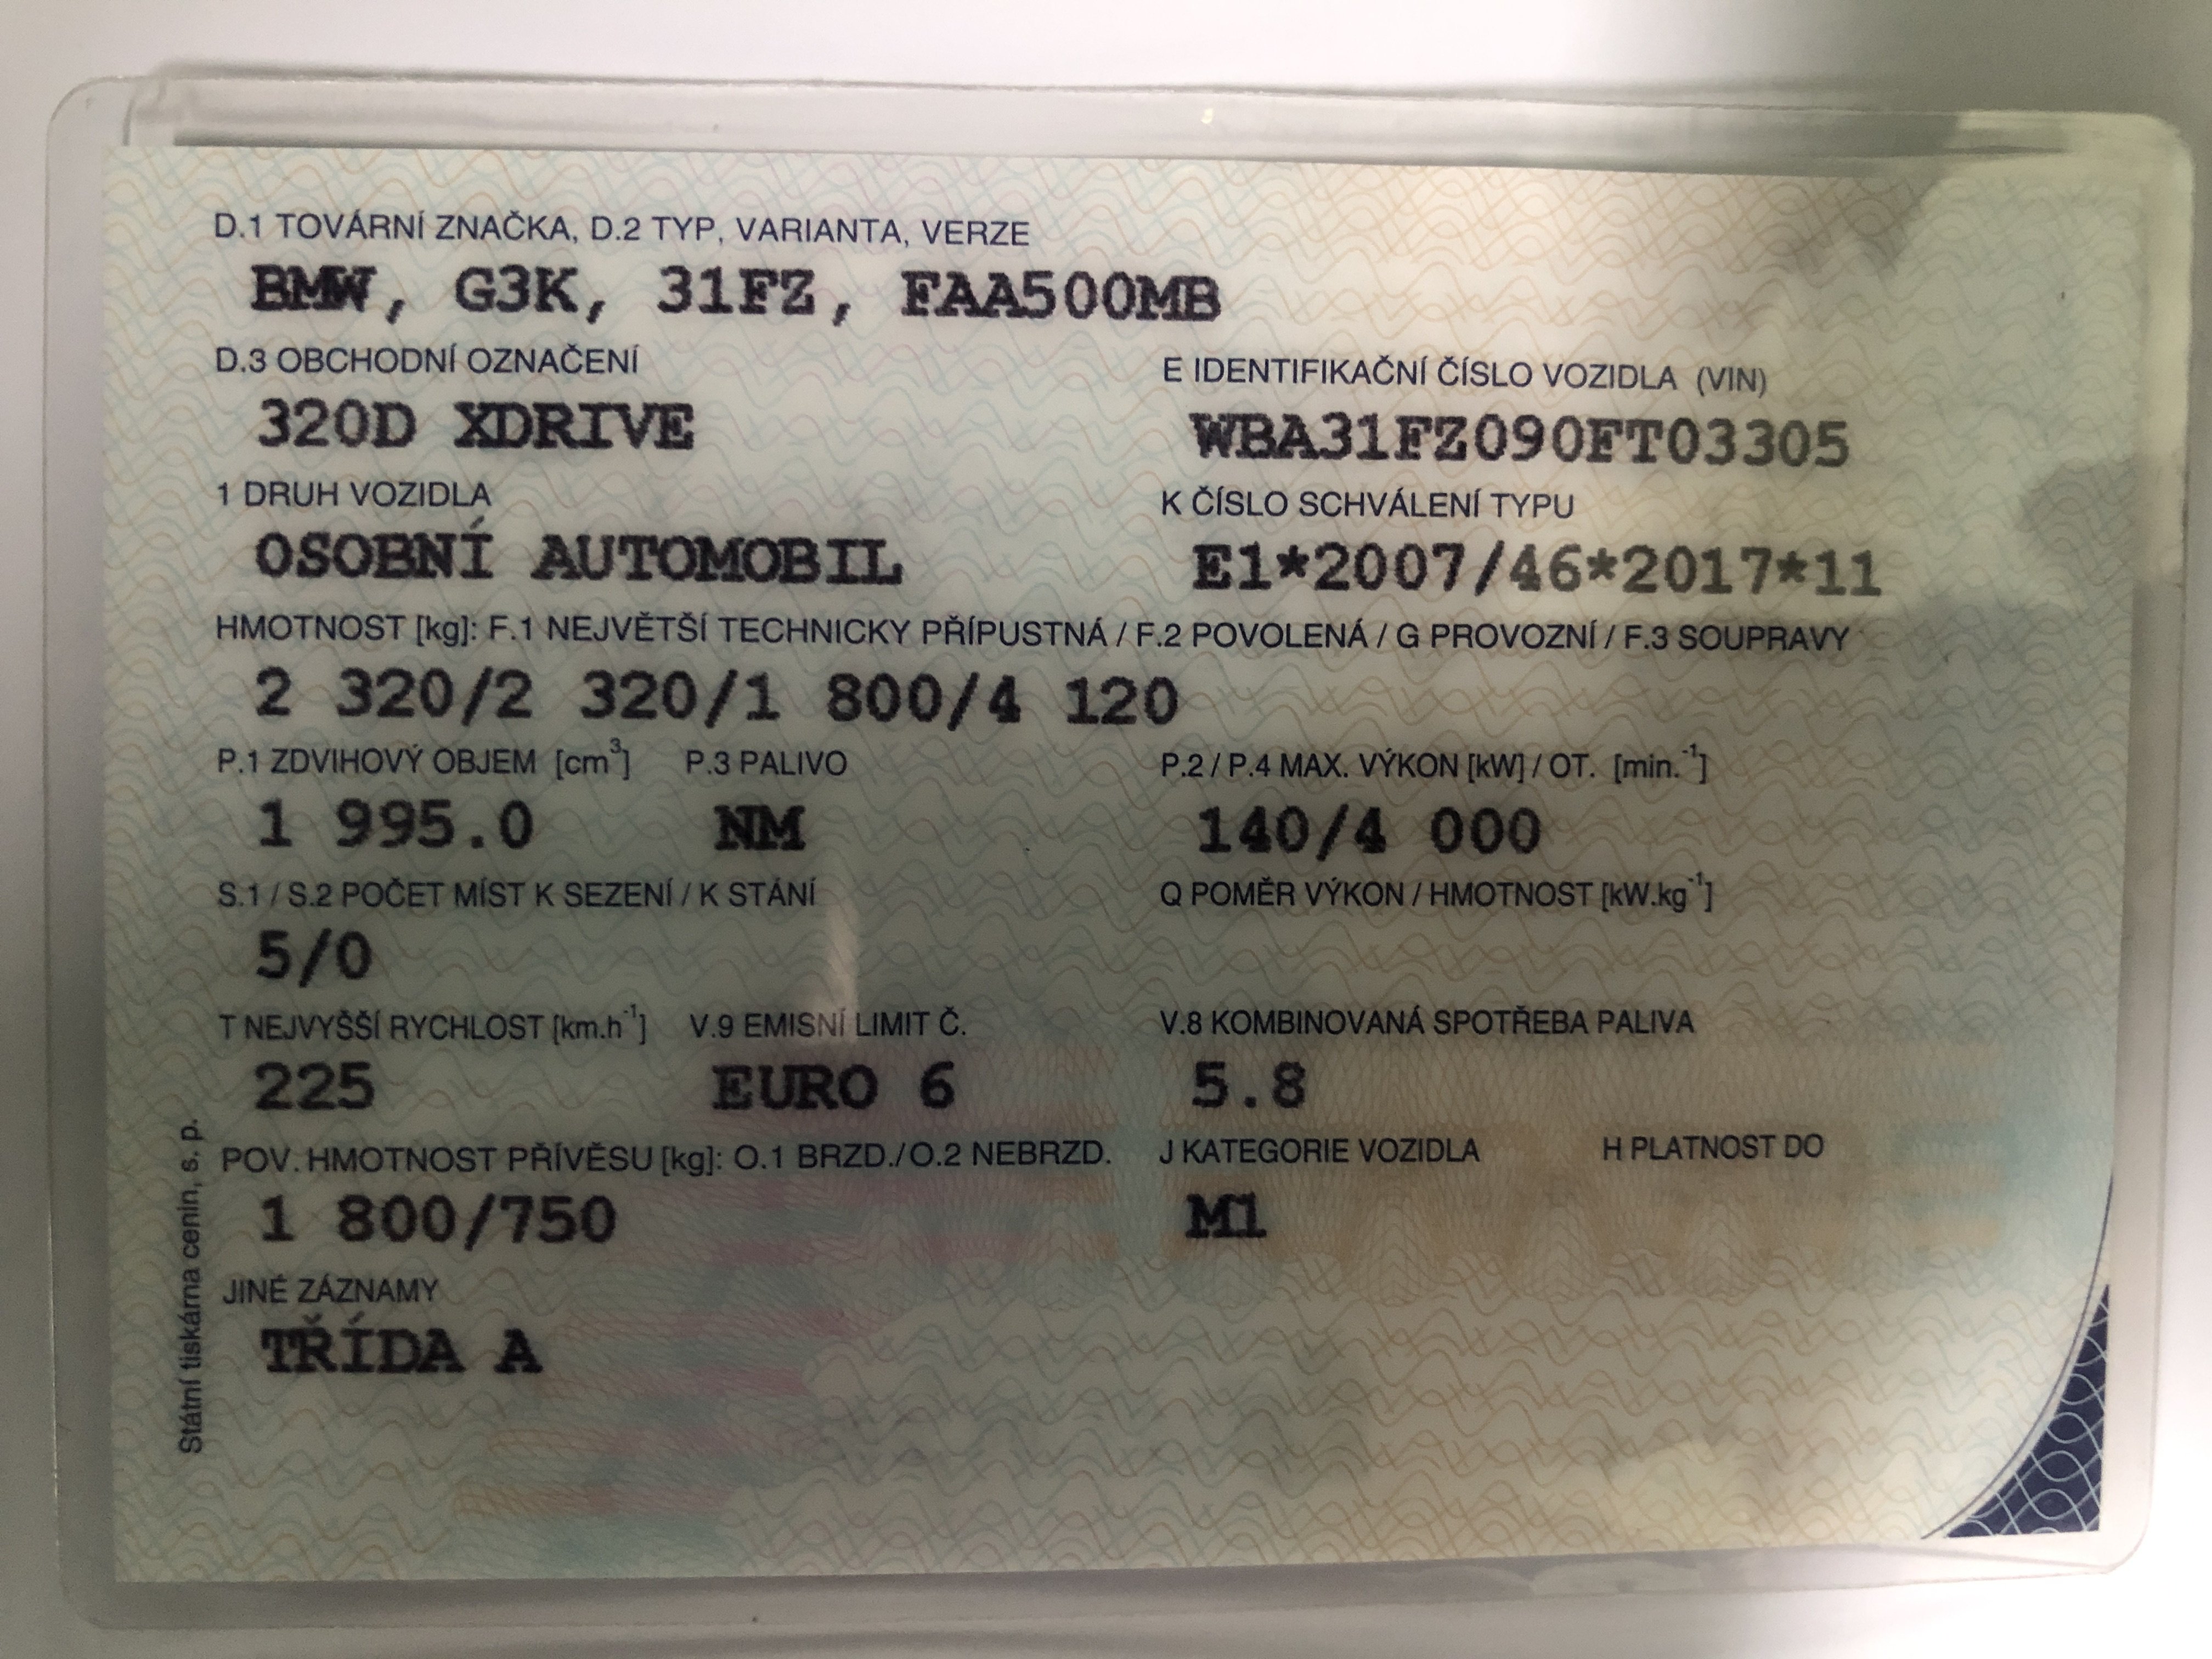 D.1 TOVÁRNÍ ZNAČKA, D.2 TYP, VARIANTA, VERZE
BMW, G3K, 31FZ, FAA500MB
D.3 OBCHODNÍ OZNAČENÍ
320D XDRIVE
E IDENTIFIKAČNÍ ČÍSLO VOZIDLA (VIN)
WBA31FZ090FT03305
1 DRUH VOZIDLA
OSOBNÍ AUTOMOBIL
K ČÍSLO SCHVÁLENÍ TYPU
E1*2007/46*2017*11
HMOTNOST [kg]: F.1 NEJVĚTŠÍ TECHNICKY PŘÍPUSTNÁ / F.2 POVOLENÁ / G PROVOZNÍ / F.3 SOUPRAVY
2 320/2 320/1 800/4 120
P.1 ZDVIHOVÝ OBJEM [cm³] P.3 PALIVO P.2 / P.4 MAX. VÝKON [kW] / OT. [min.⁻¹]
1 995.0 NM 140/4 000
S.1 / S.2 POČET MÍST K SEZENÍ / K STÁNÍ Q POMĚR VÝKON / HMOTNOST [kW.kg⁻¹]
5/0
T NEJVYŠŠÍ RYCHLOST [km.h⁻¹] V.9 EMISNÍ LIMIT Č. V.8 KOMBINOVANÁ SPOTŘEBA PALIVA
225 EURO 6 5.8
POV. HMOTNOST PŘÍVĚSU [kg]: O.1 BRZD./O.2 NEBRZD. J KATEGORIE VOZIDLA H PLATNOST DO
1 800/750 M1
JINÉ ZÁZNAMY
TŘÍDA A
Státní tiskárna cenin, s. p.